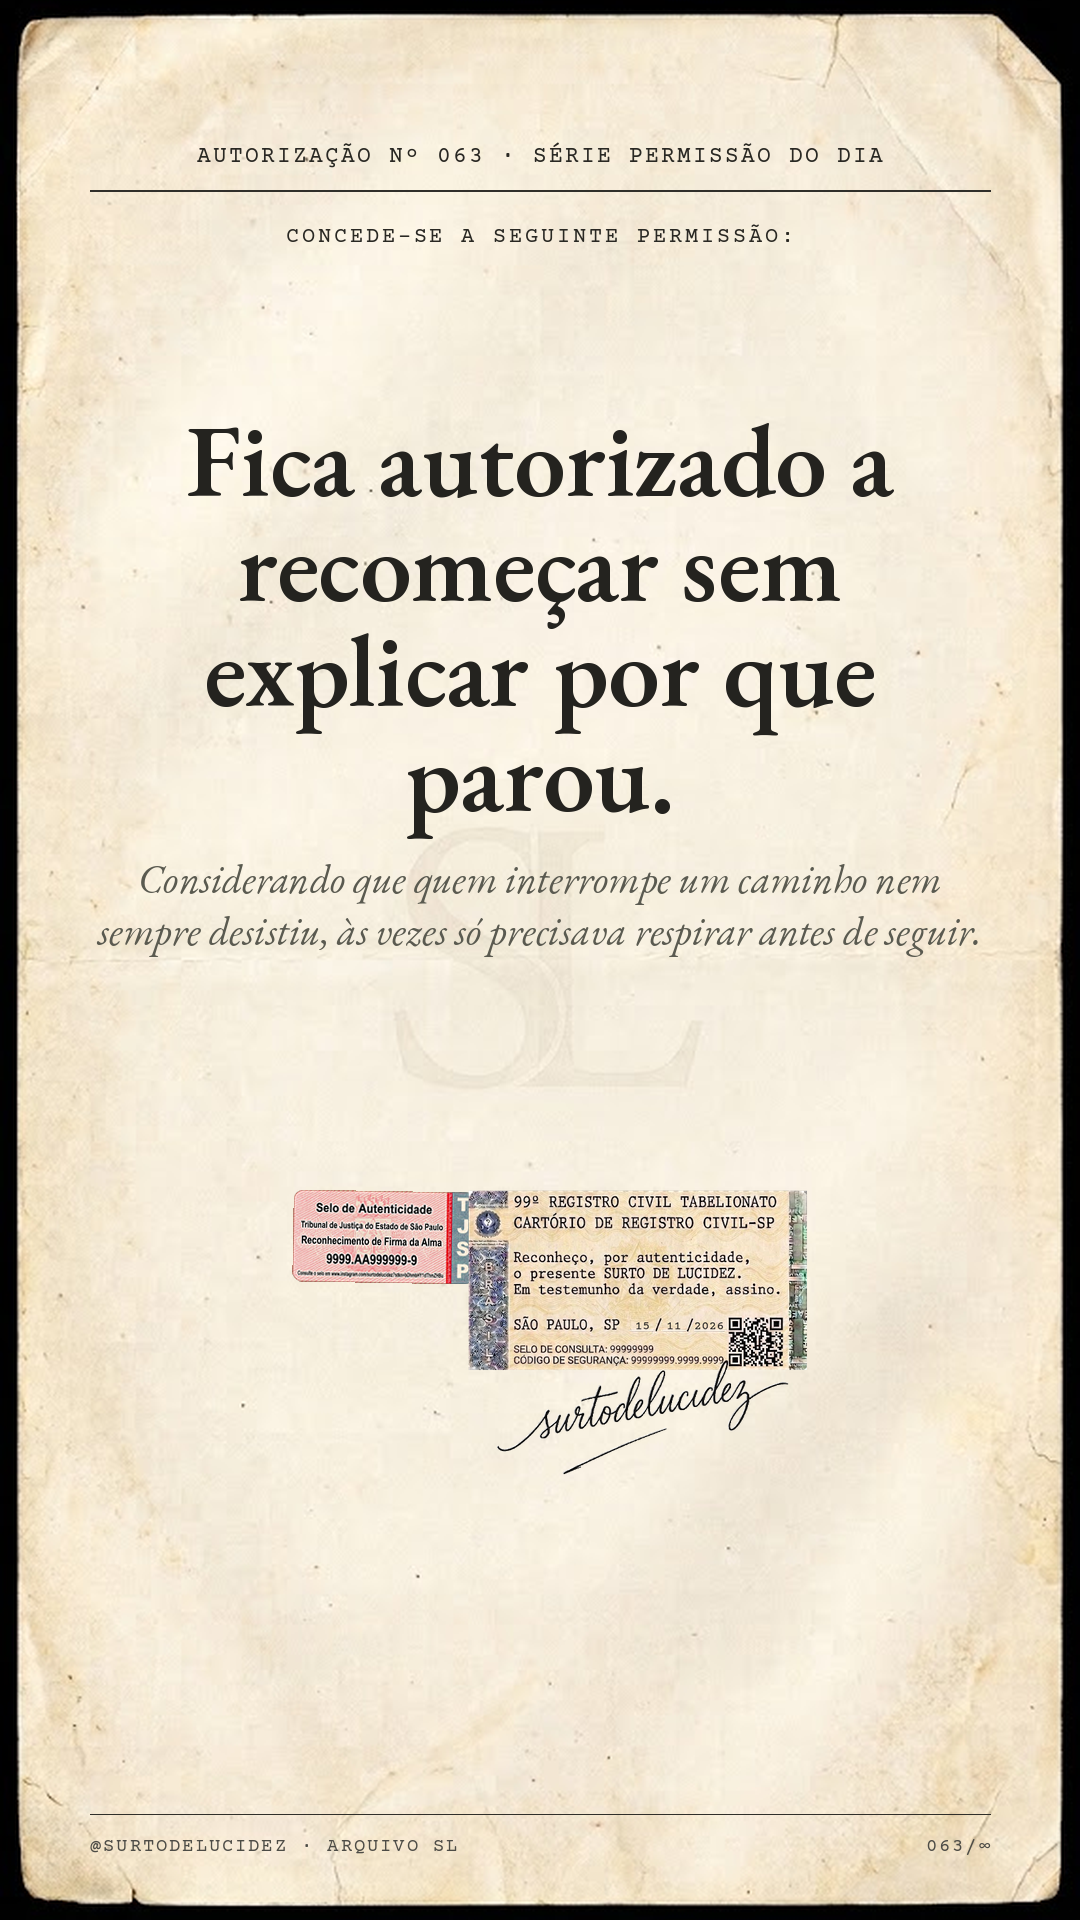 AUTORIZAÇÃO Nº 063 · SÉRIE PERMISSÃO DO DIA
CONCEDE-SE A SEGUINTE PERMISSÃO:
Fica autorizado a
recomeçar sem
explicar por que
parou.
Considerando que quem interrompe um caminho nem
sempre desistiu, às vezes só precisava respirar antes de seguir.
SL
Selo de Autenticidade
Tribunal de Justiça do Estado de São Paulo
Reconhecimento de Firma da Alma
9999.AA999999-9
TJSP
BRASIL
99º REGISTRO CIVIL TABELIONATO
CARTÓRIO DE REGISTRO CIVIL-SP
Reconheço, por autenticidade,
o presente SURTO DE LUCIDEZ.
Em testemunho da verdade, assino.
SÃO PAULO, SP 15 / 11 /2026
SELO DE CONSULTA: 99999999
CÓDIGO DE SEGURANÇA: 99999999.9999.9999
surtodelucidez
@SURTODELUCIDEZ · ARQUIVO SL
063/∞